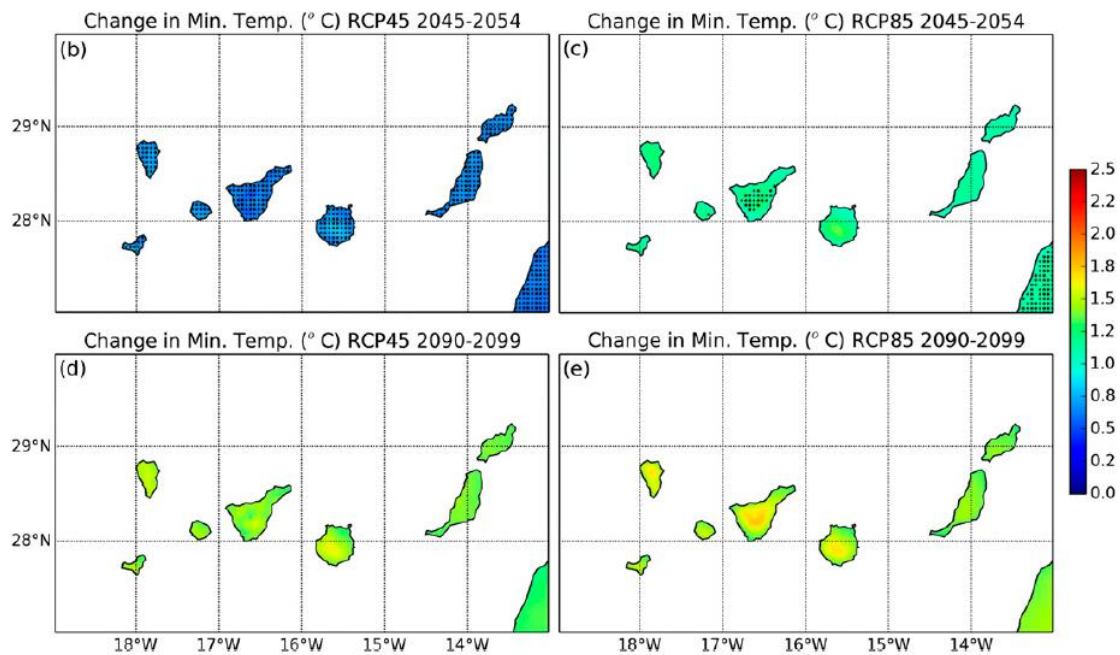 Change in Min. Temp. (° C) RCP45 2045-2054
Change in Min. Temp. (° C) RCP85 2045-2054
(b)
(c)
29°N
28°N
Change in Min. Temp. (° C) RCP45 2090-2099
Change in Min. Temp. (° C) RCP85 2090-2099
(d)
(e)
29°N
28°N
18°W 17°W 16°W 15°W 14°W
18°W 17°W 16°W 15°W 14°W
2.5
2.2
2.0
1.8
1.5
1.2
1.0
0.8
0.5
0.2
0.0